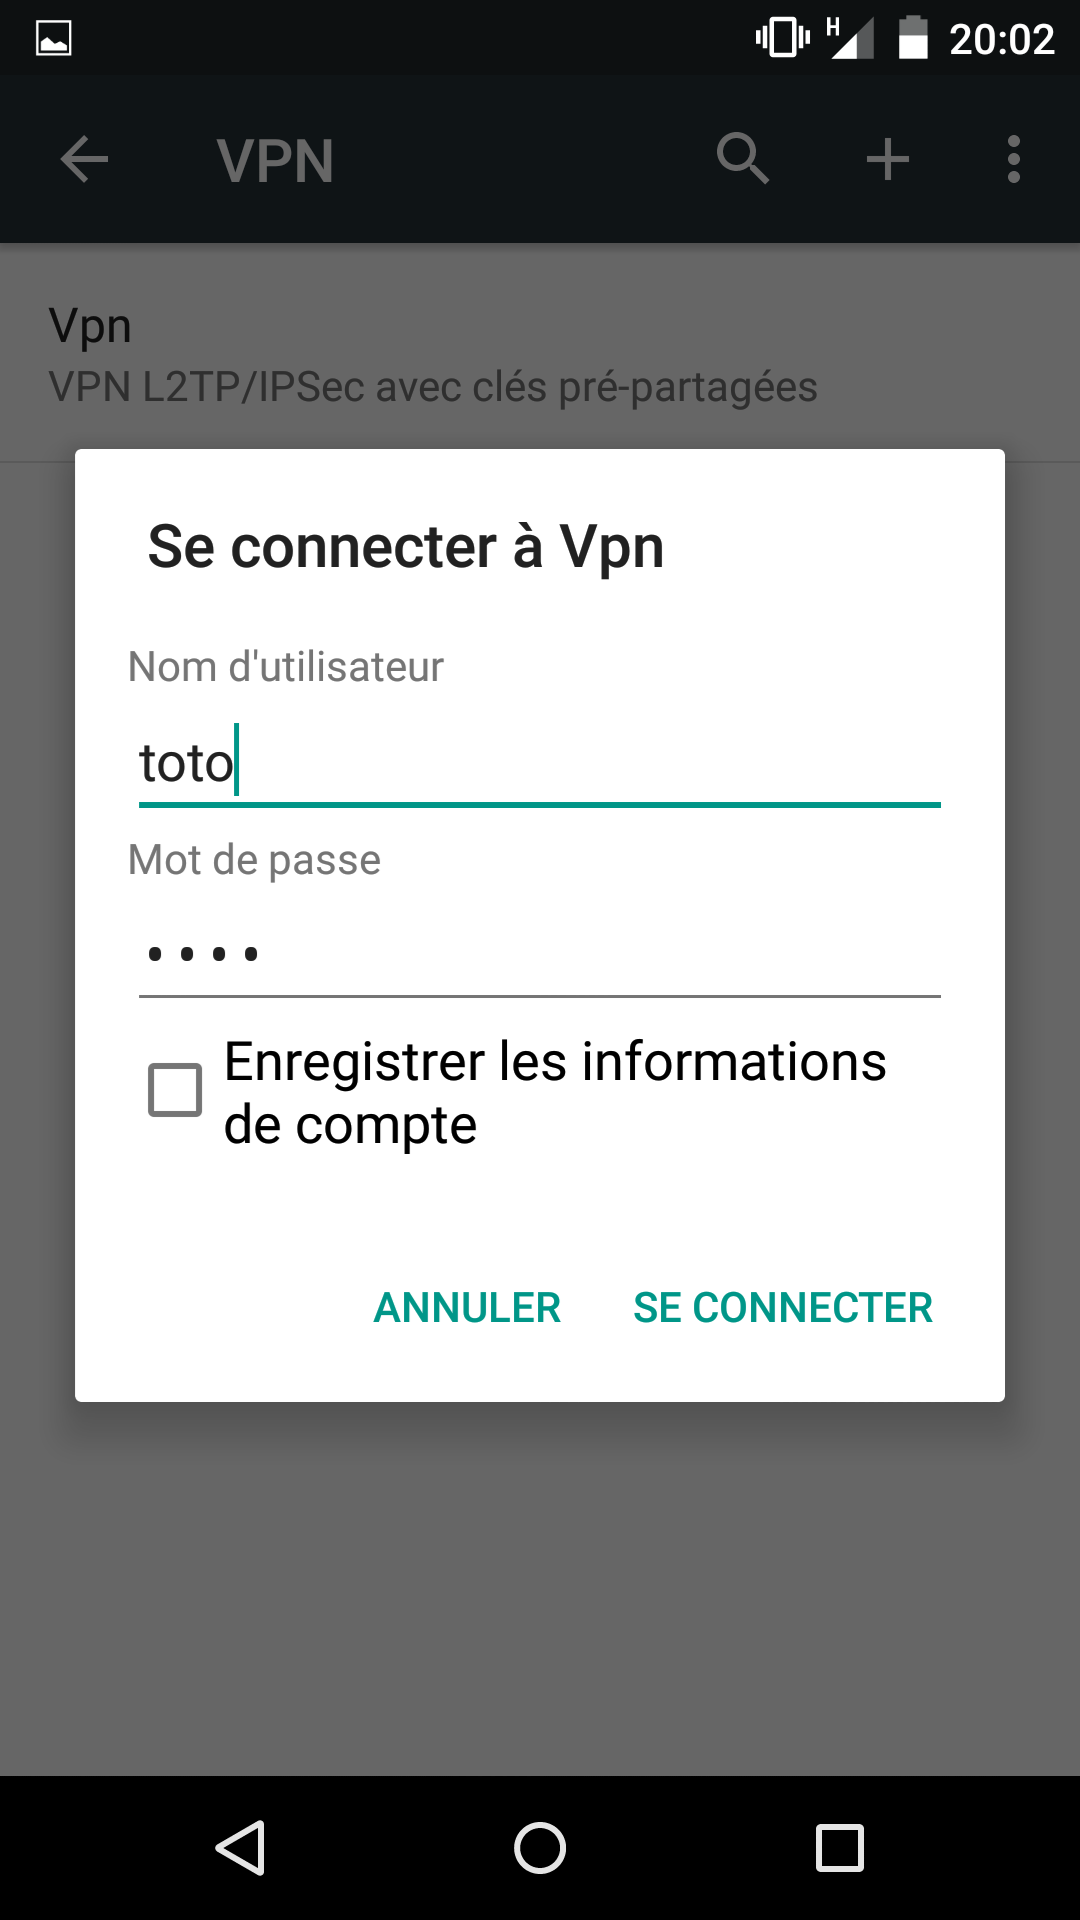 H 20:02
VPN
Vpn
VPN L2TP/IPSec avec clés pré-partagées
Se connecter à Vpn
Nom d'utilisateur
toto
Mot de passe
••••
Enregistrer les informations
de compte
ANNULER SE CONNECTER